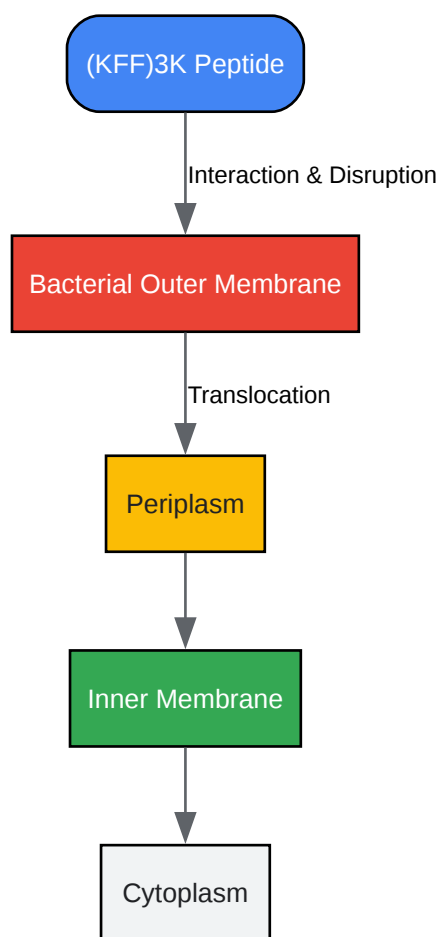 (KFF)3K Peptide
Interaction & Disruption
Bacterial Outer Membrane
Translocation
Periplasm
Inner Membrane
Cytoplasm